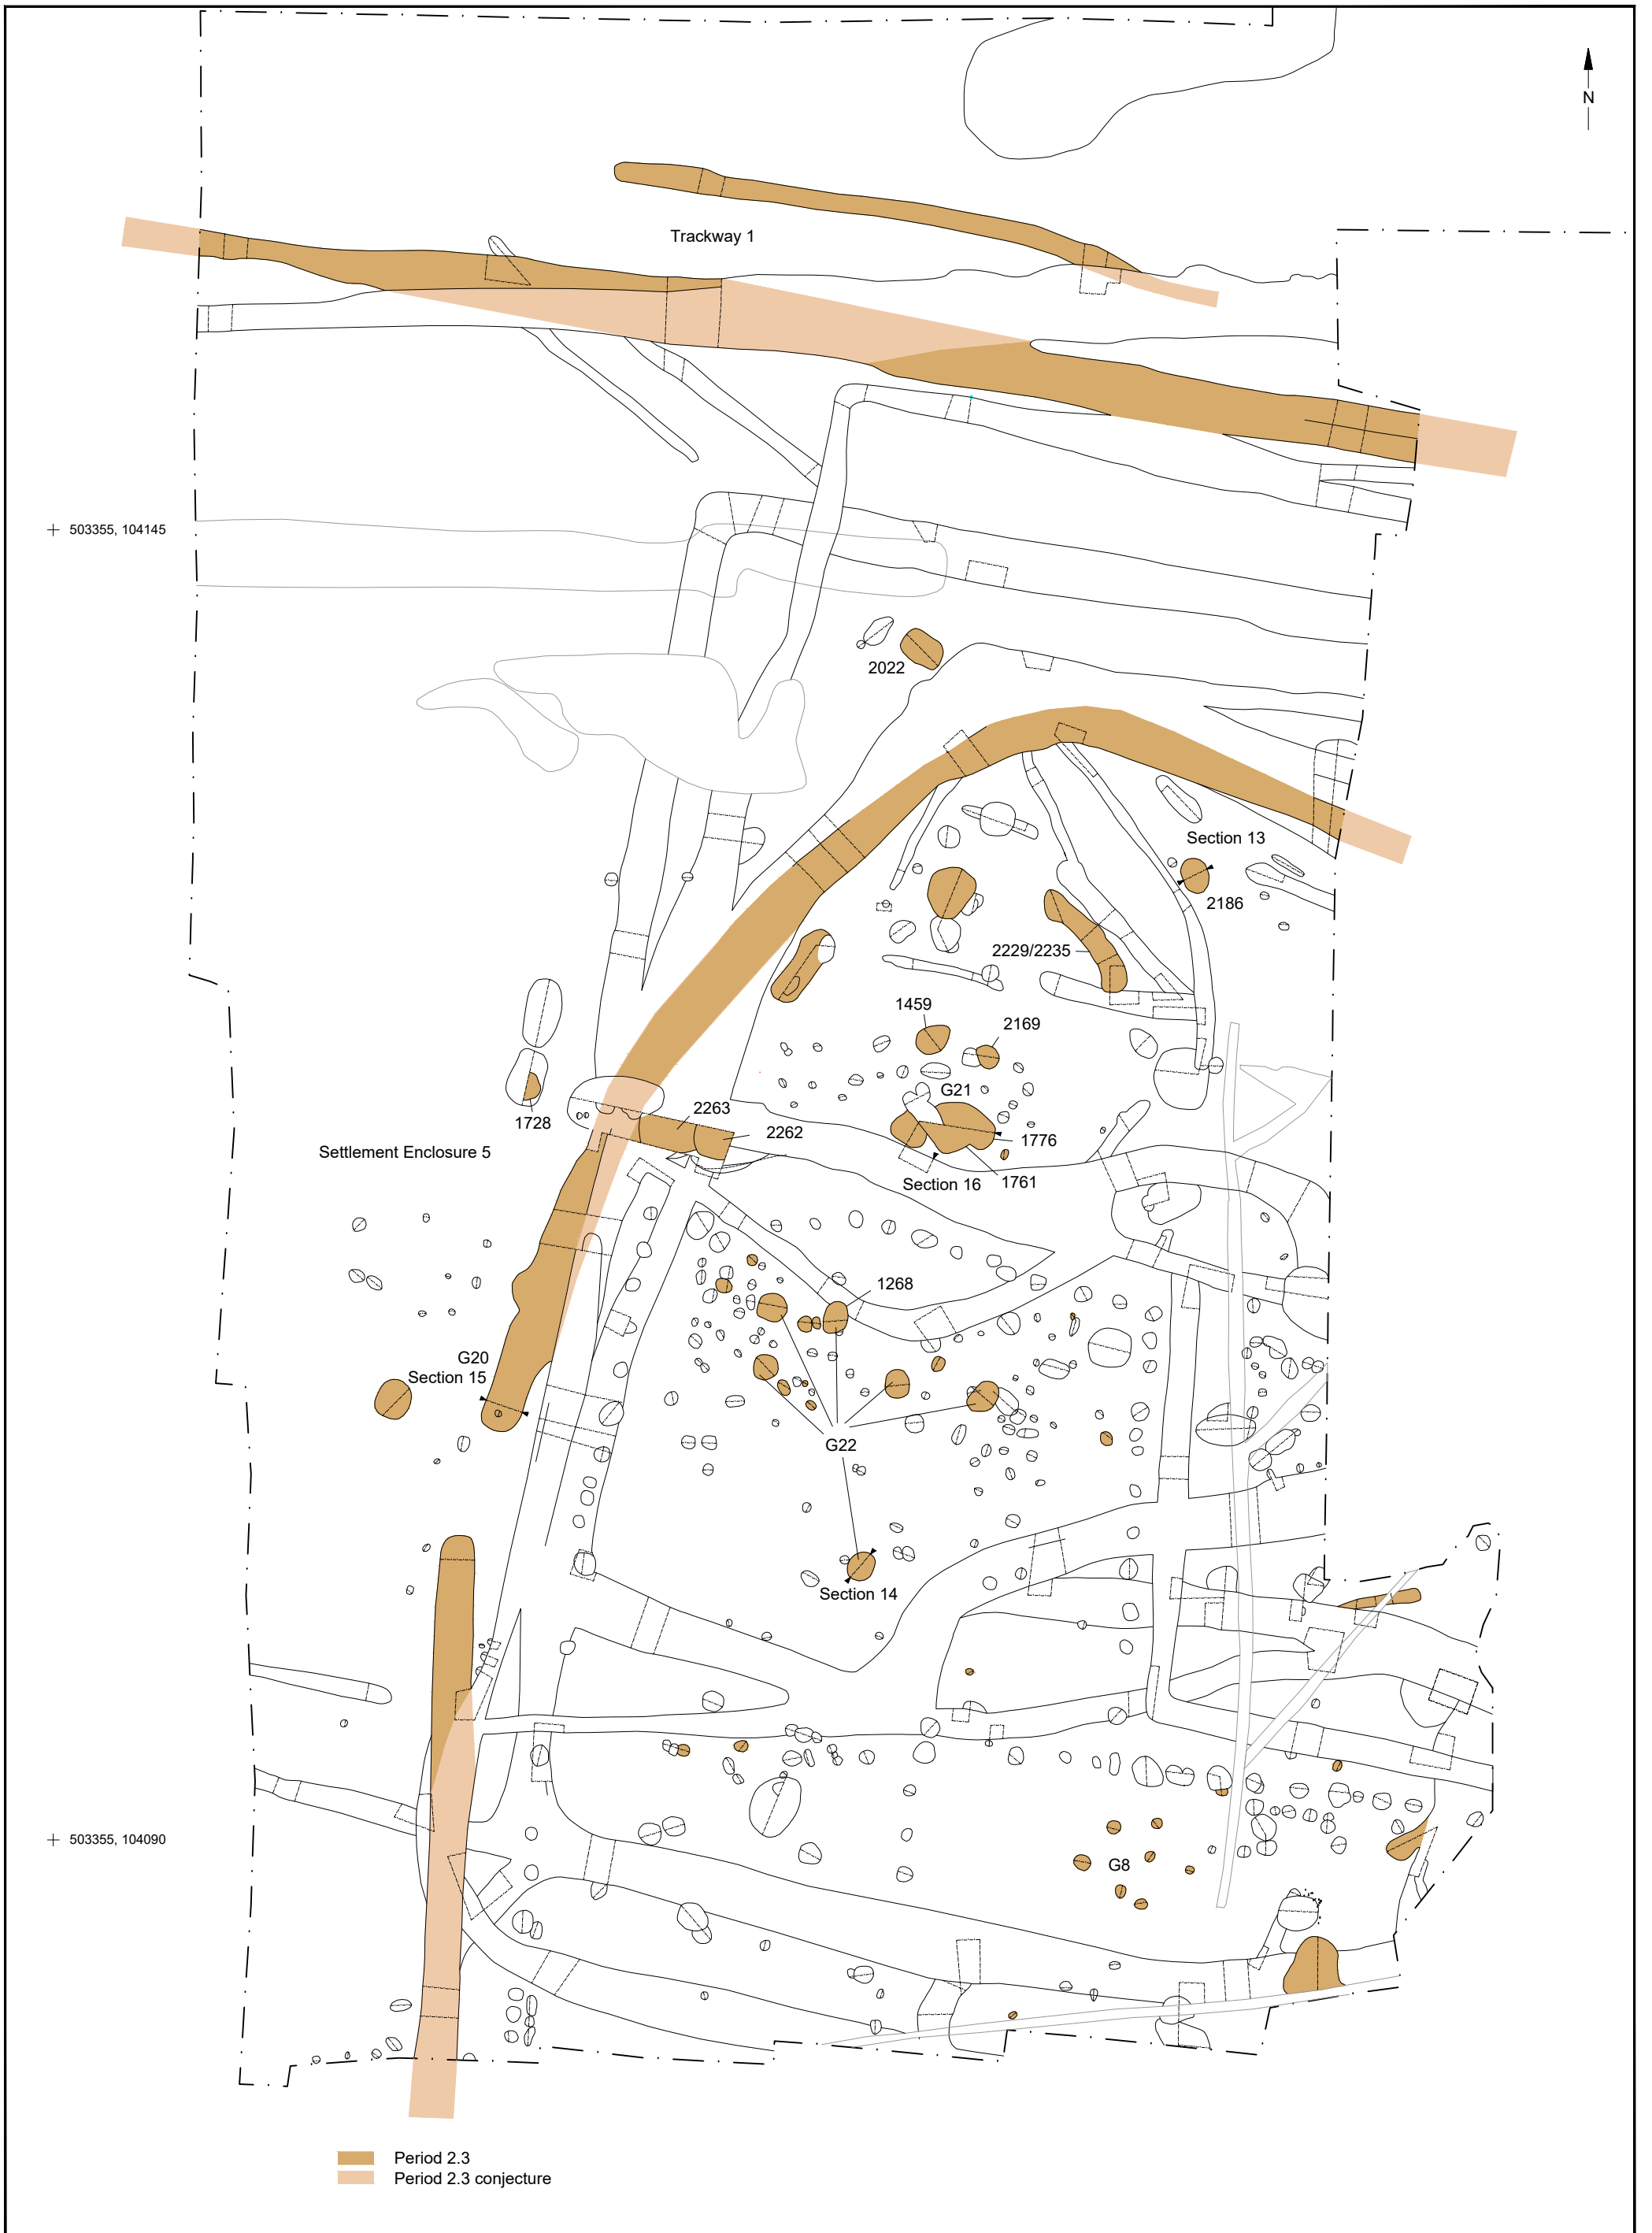 N
Trackway 1
503355, 104145
2022
Section 13
2186
2229/2235
1459
2169
G21
1728
2263
2262
1776
Settlement Enclosure 5
Section 16
1761
1268
G20
Section 15
G22
Section 14
503355, 104090
G8
Period 2.3
Period 2.3 conjecture